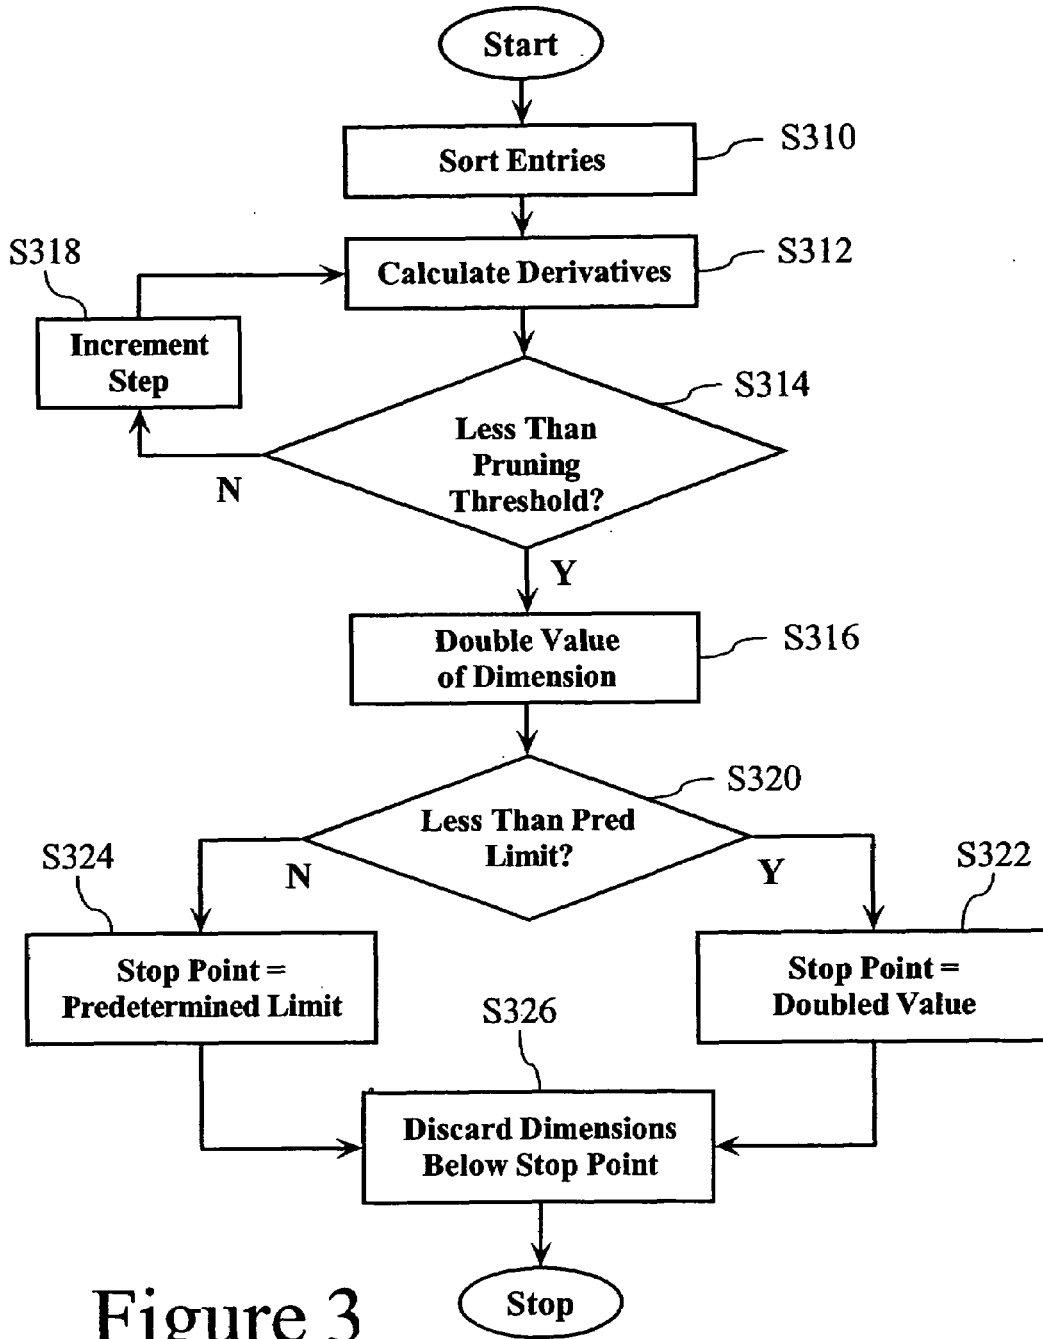 Start
Sort Entries
S310
S318
Calculate Derivatives
S312
Increment
Step
S314
Less Than
Pruning
Threshold?
N
Y
Double Value
of Dimension
S316
S320
Less Than Pred
Limit?
S324
N
Y
S322
Stop Point =
Predetermined Limit
Stop Point =
Doubled Value
S326
Discard Dimensions
Below Stop Point
Stop
Figure 3